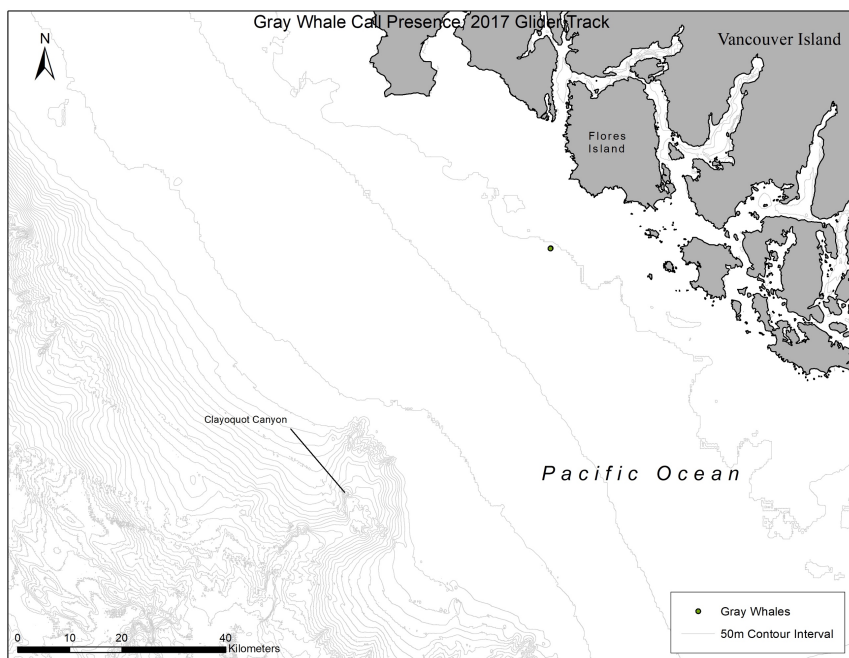 Gray Whale Call Presence, 2017 Glider Track
N
Vancouver Island
Flores
Island
Clayoquot Canyon
Pacific Ocean
Gray Whales
50m Contour Interval
0 10 20 40
Kilometers